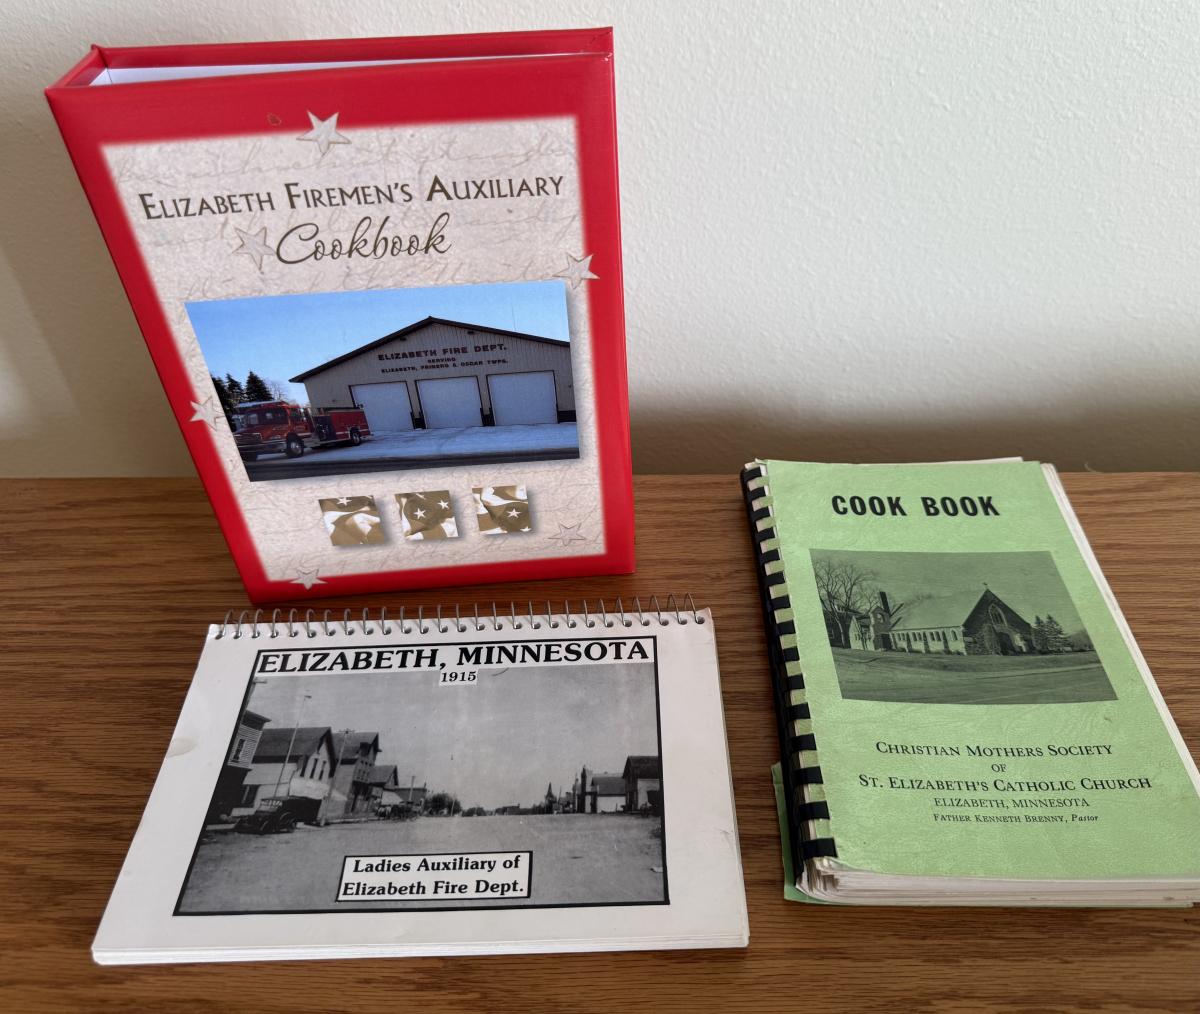 ELIZABETH FIREMEN'S AUXILIARY
Cookbook
ELIZABETH FIRE DEPT.
SERVING
ELIZABETH, FRIBERG & OSCAR TWPS.
ELIZABETH, MINNESOTA
1915
Ladies Auxiliary of
Elizabeth Fire Dept.
COOK BOOK
CHRISTIAN MOTHERS SOCIETY
OF
ST. ELIZABETH'S CATHOLIC CHURCH
ELIZABETH, MINNESOTA
FATHER KENNETH BRENNY, Pastor